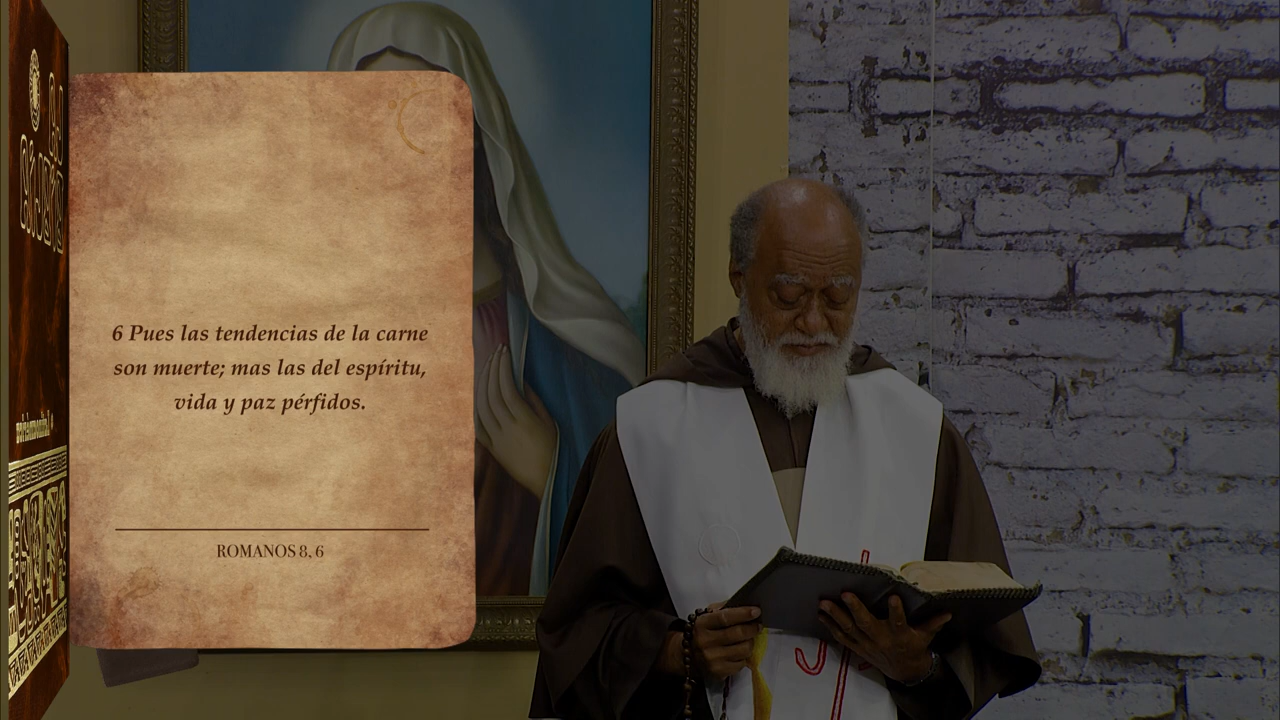 6 Pues las tendencias de la carne
son muerte; mas las del espíritu,
vida y paz pérfidos.
ROMANOS 8, 6